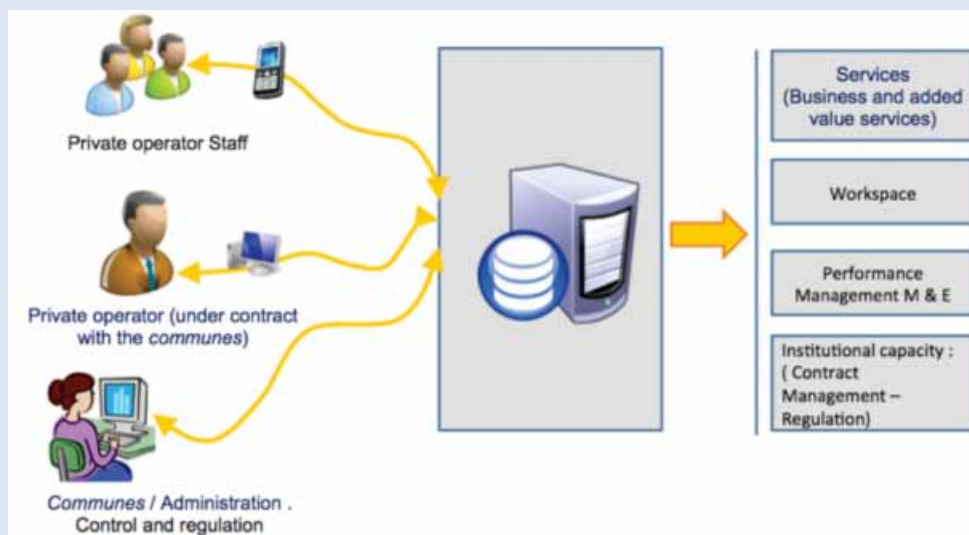 Private operator Staff
Private operator (under contract
with the communes)
Communes / Administration .
Control and regulation
Services
(Business and added
value services)
Workspace
Performance
Management M & E
Institutional capacity :
( Contract
Management –
Regulation)